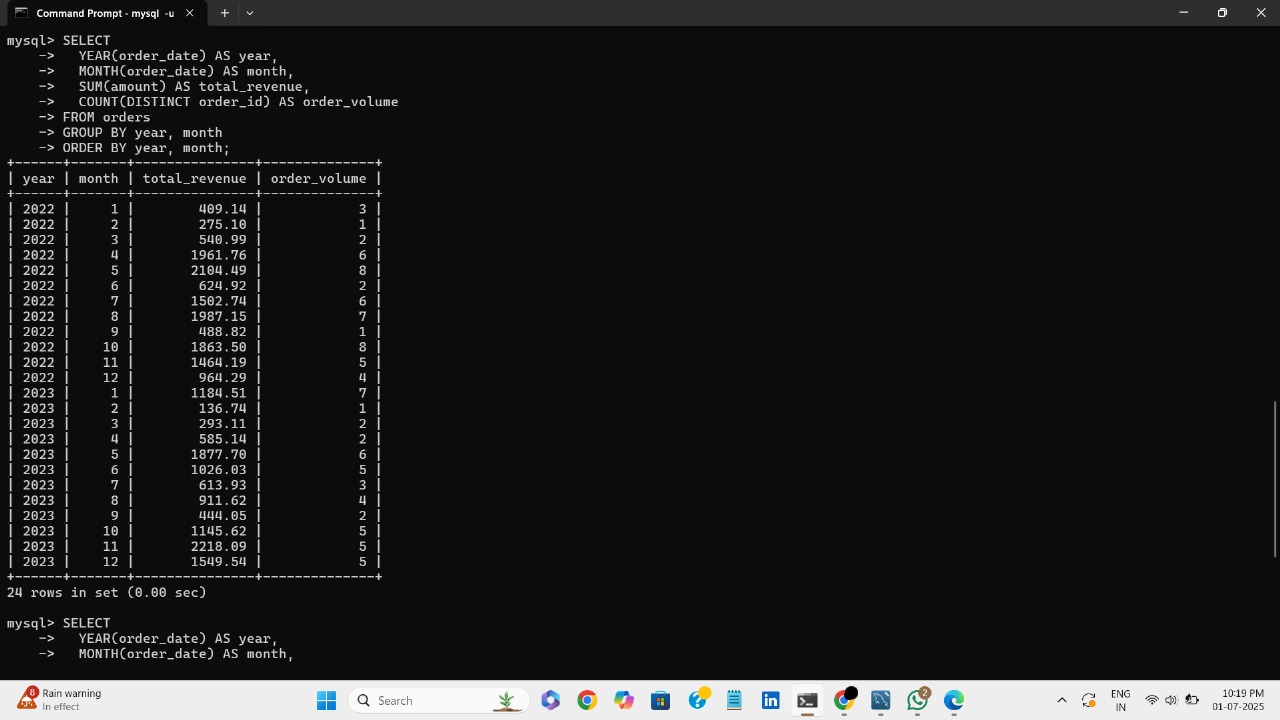 Command Prompt - mysql -u
mysql> SELECT
    ->   YEAR(order_date) AS year,
    ->   MONTH(order_date) AS month,
    ->   SUM(amount) AS total_revenue,
    ->   COUNT(DISTINCT order_id) AS order_volume
    -> FROM orders
    -> GROUP BY year, month
    -> ORDER BY year, month;
+------+-------+---------------+--------------+
| year | month | total_revenue | order_volume |
+------+-------+---------------+--------------+
| 2022 |     1 |        409.14 |            3 |
| 2022 |     2 |        275.10 |            1 |
| 2022 |     3 |        540.99 |            2 |
| 2022 |     4 |       1961.76 |            6 |
| 2022 |     5 |       2104.49 |            8 |
| 2022 |     6 |        624.92 |            2 |
| 2022 |     7 |       1502.74 |            6 |
| 2022 |     8 |       1987.15 |            7 |
| 2022 |     9 |        488.82 |            1 |
| 2022 |    10 |       1863.50 |            8 |
| 2022 |    11 |       1464.19 |            5 |
| 2022 |    12 |        964.29 |            4 |
| 2023 |     1 |       1184.51 |            7 |
| 2023 |     2 |        136.74 |            1 |
| 2023 |     3 |        293.11 |            2 |
| 2023 |     4 |        585.14 |            2 |
| 2023 |     5 |       1877.70 |            6 |
| 2023 |     6 |       1026.03 |            5 |
| 2023 |     7 |        613.93 |            3 |
| 2023 |     8 |        911.62 |            4 |
| 2023 |     9 |        444.05 |            2 |
| 2023 |    10 |       1145.62 |            5 |
| 2023 |    11 |       2218.09 |            5 |
| 2023 |    12 |       1549.54 |            5 |
+------+-------+---------------+--------------+
24 rows in set (0.00 sec)
mysql> SELECT
    ->   YEAR(order_date) AS year,
    ->   MONTH(order_date) AS month,
8
Rain warning
In effect
Search
2
ENG
IN
10:19 PM
01-07-2025